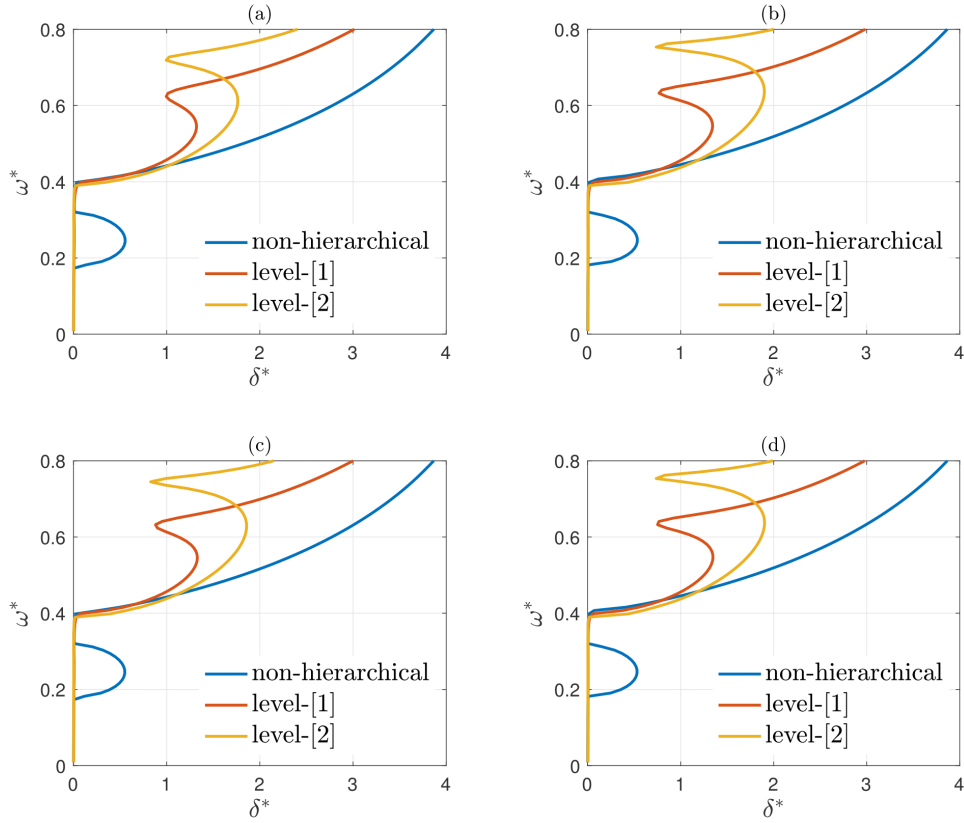 (a)
0.8
0.6
0.4
0.2
0
ω*
non-hierarchical
level-[1]
level-[2]
0 1 2 3 4
δ*
(b)
0.8
0.6
0.4
0.2
0
ω*
non-hierarchical
level-[1]
level-[2]
0 1 2 3 4
δ*
(c)
0.8
0.6
0.4
0.2
0
ω*
non-hierarchical
level-[1]
level-[2]
0 1 2 3 4
δ*
(d)
0.8
0.6
0.4
0.2
0
ω*
non-hierarchical
level-[1]
level-[2]
0 1 2 3 4
δ*